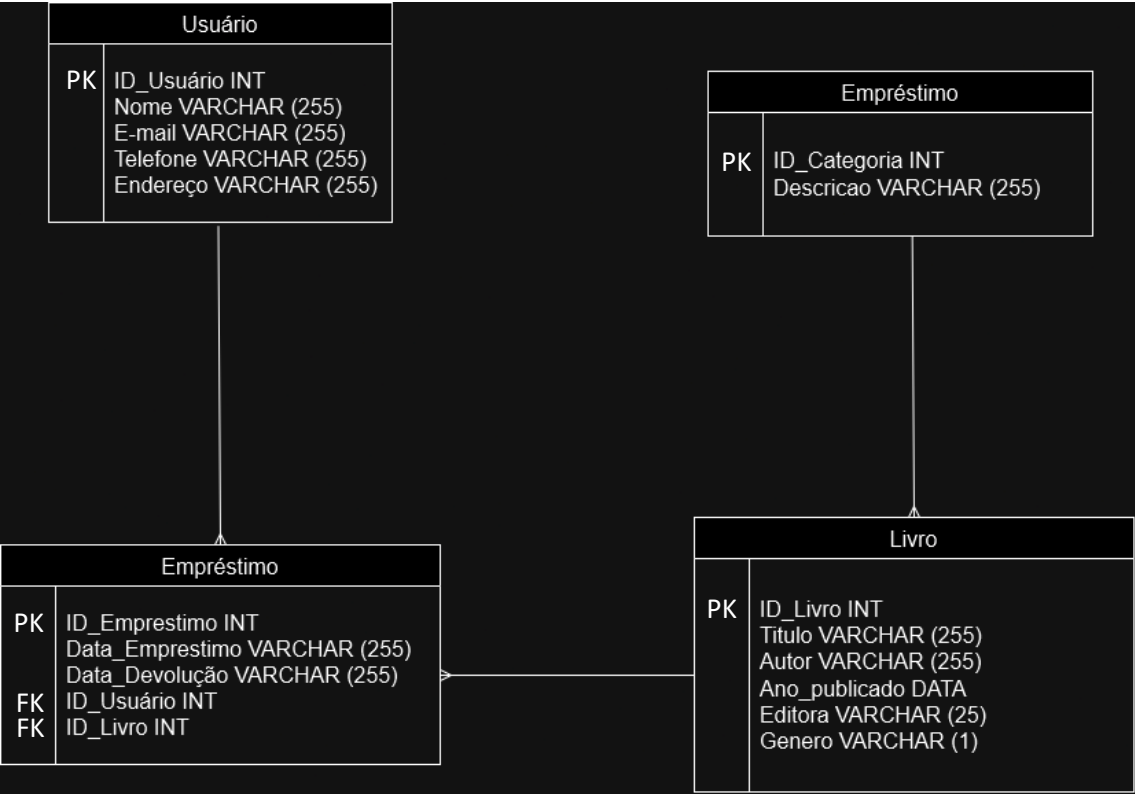 Usuário
PK ID_Usuário INT
Nome VARCHAR (255)
E-mail VARCHAR (255)
Telefone VARCHAR (255)
Endereço VARCHAR (255)
Empréstimo
PK ID_Categoria INT
Descricao VARCHAR (255)
Empréstimo
PK ID_Emprestimo INT
Data_Emprestimo VARCHAR (255)
Data_Devolução VARCHAR (255)
FK ID_Usuário INT
FK ID_Livro INT
Livro
PK ID_Livro INT
Titulo VARCHAR (255)
Autor VARCHAR (255)
Ano_publicado DATA
Editora VARCHAR (25)
Genero VARCHAR (1)